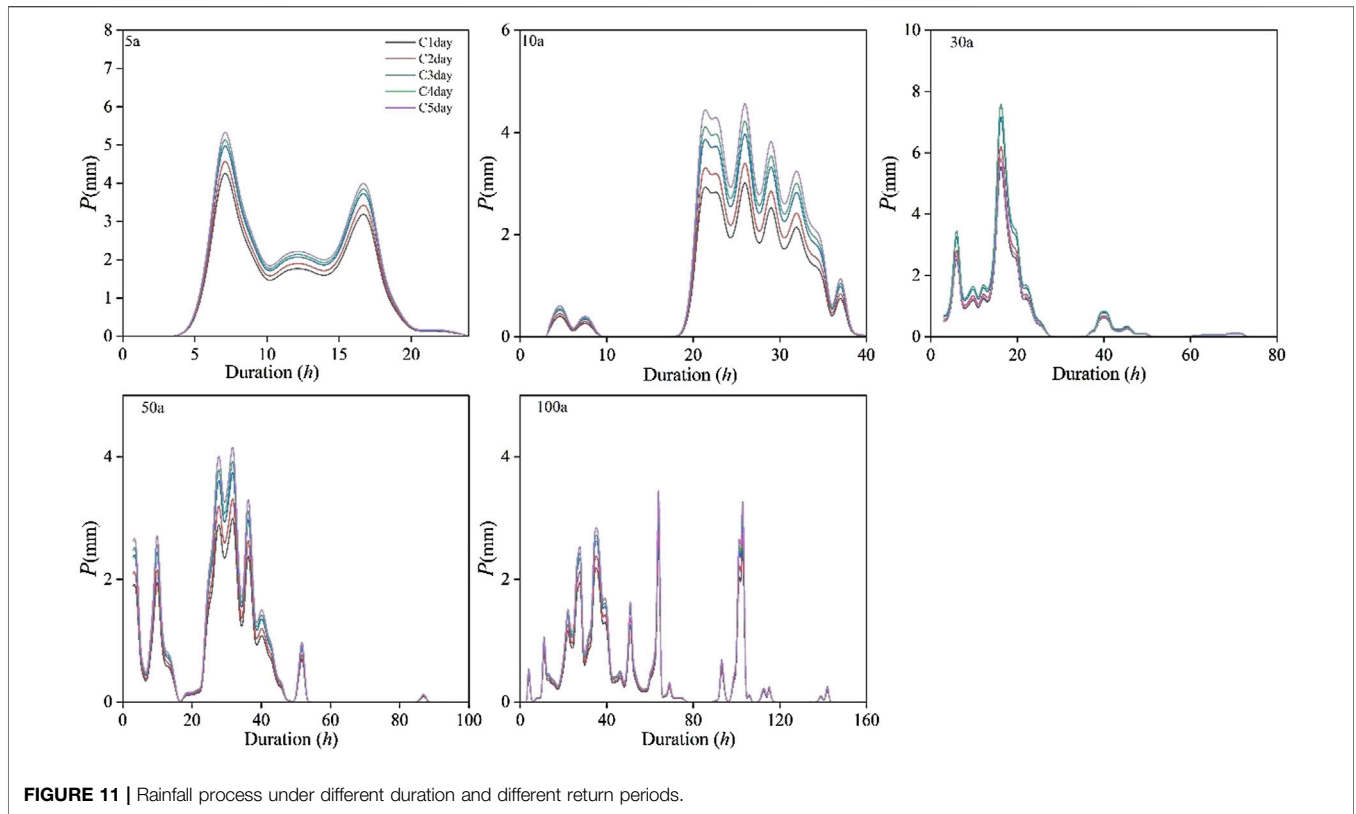 5a
C1day
C2day
C3day
C4day
C5day
8
7
6
5
4
3
2
1
0
P(mm)
0 5 10 15 20
Duration (h)
10a
6
4
2
0
P(mm)
0 10 20 30 40
Duration (h)
30a
10
8
6
4
2
0
P(mm)
0 20 40 60 80
Duration (h)
50a
4
2
0
P(mm)
0 20 40 60 80 100
Duration (h)
100a
4
2
0
P(mm)
0 40 80 120 160
Duration (h)
FIGURE 11 | Rainfall process under different duration and different return periods.